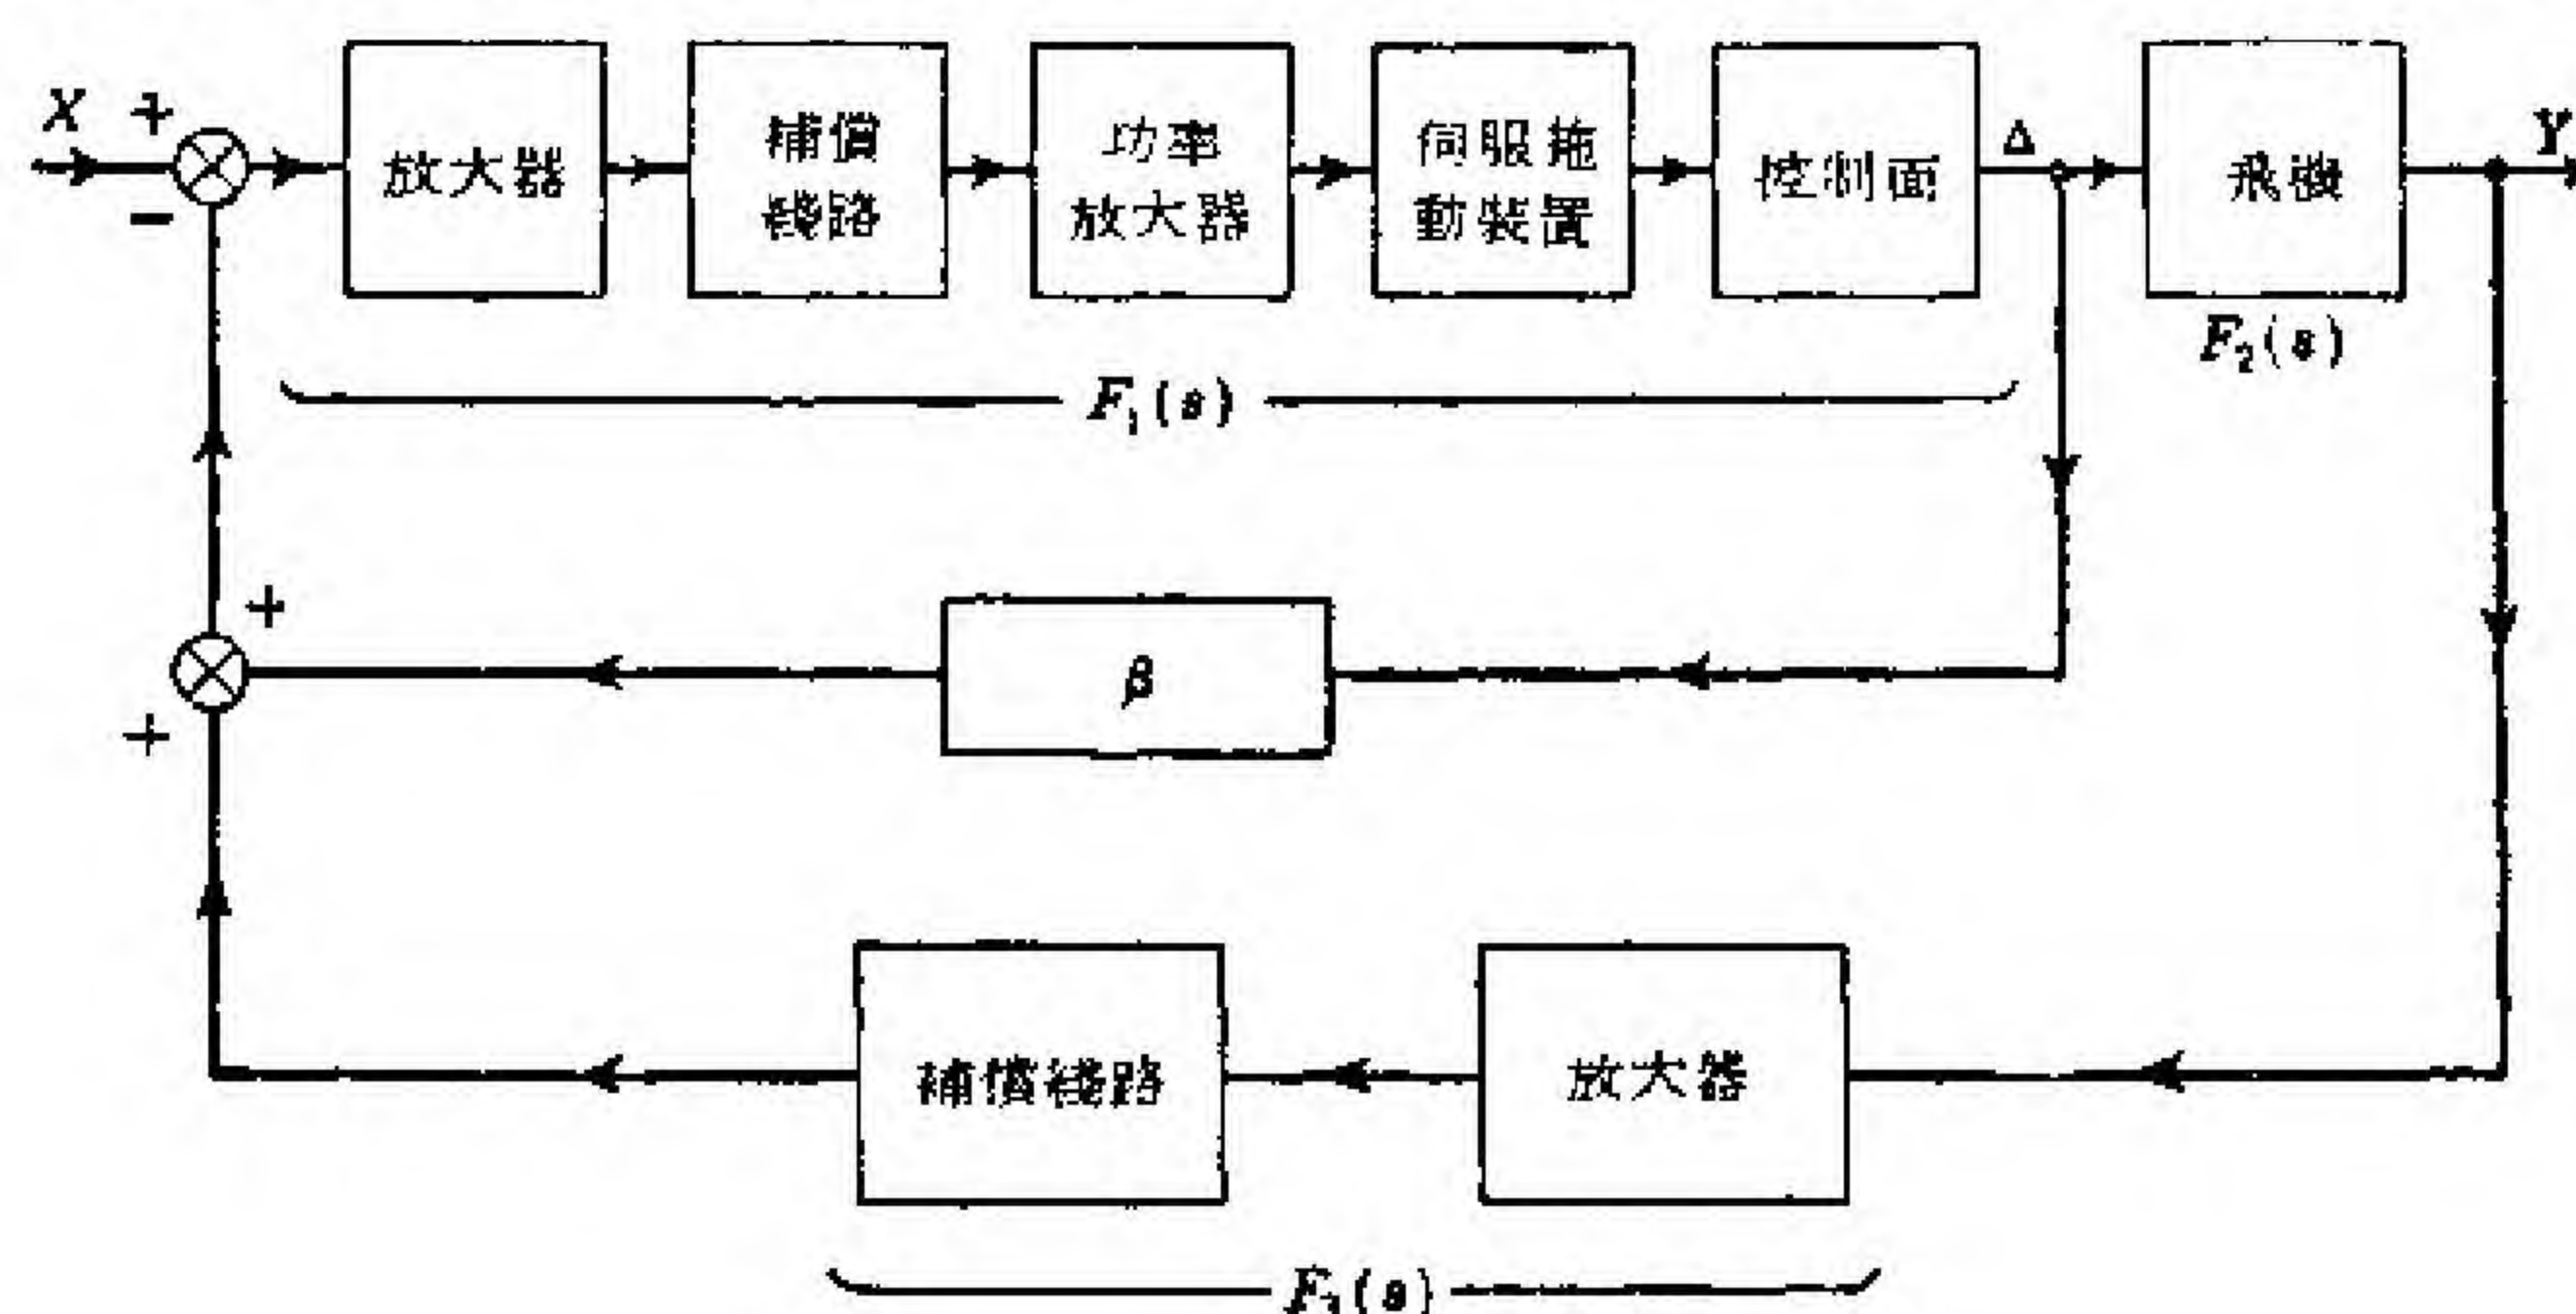 X + −
放大器
補償
綫路
功率
放大器
伺服拖
動裝置
控制面
Δ
飛機
Y
F₂(s)
F₁(s)
+
β
+
補償綫路
放大器
F₃(s)